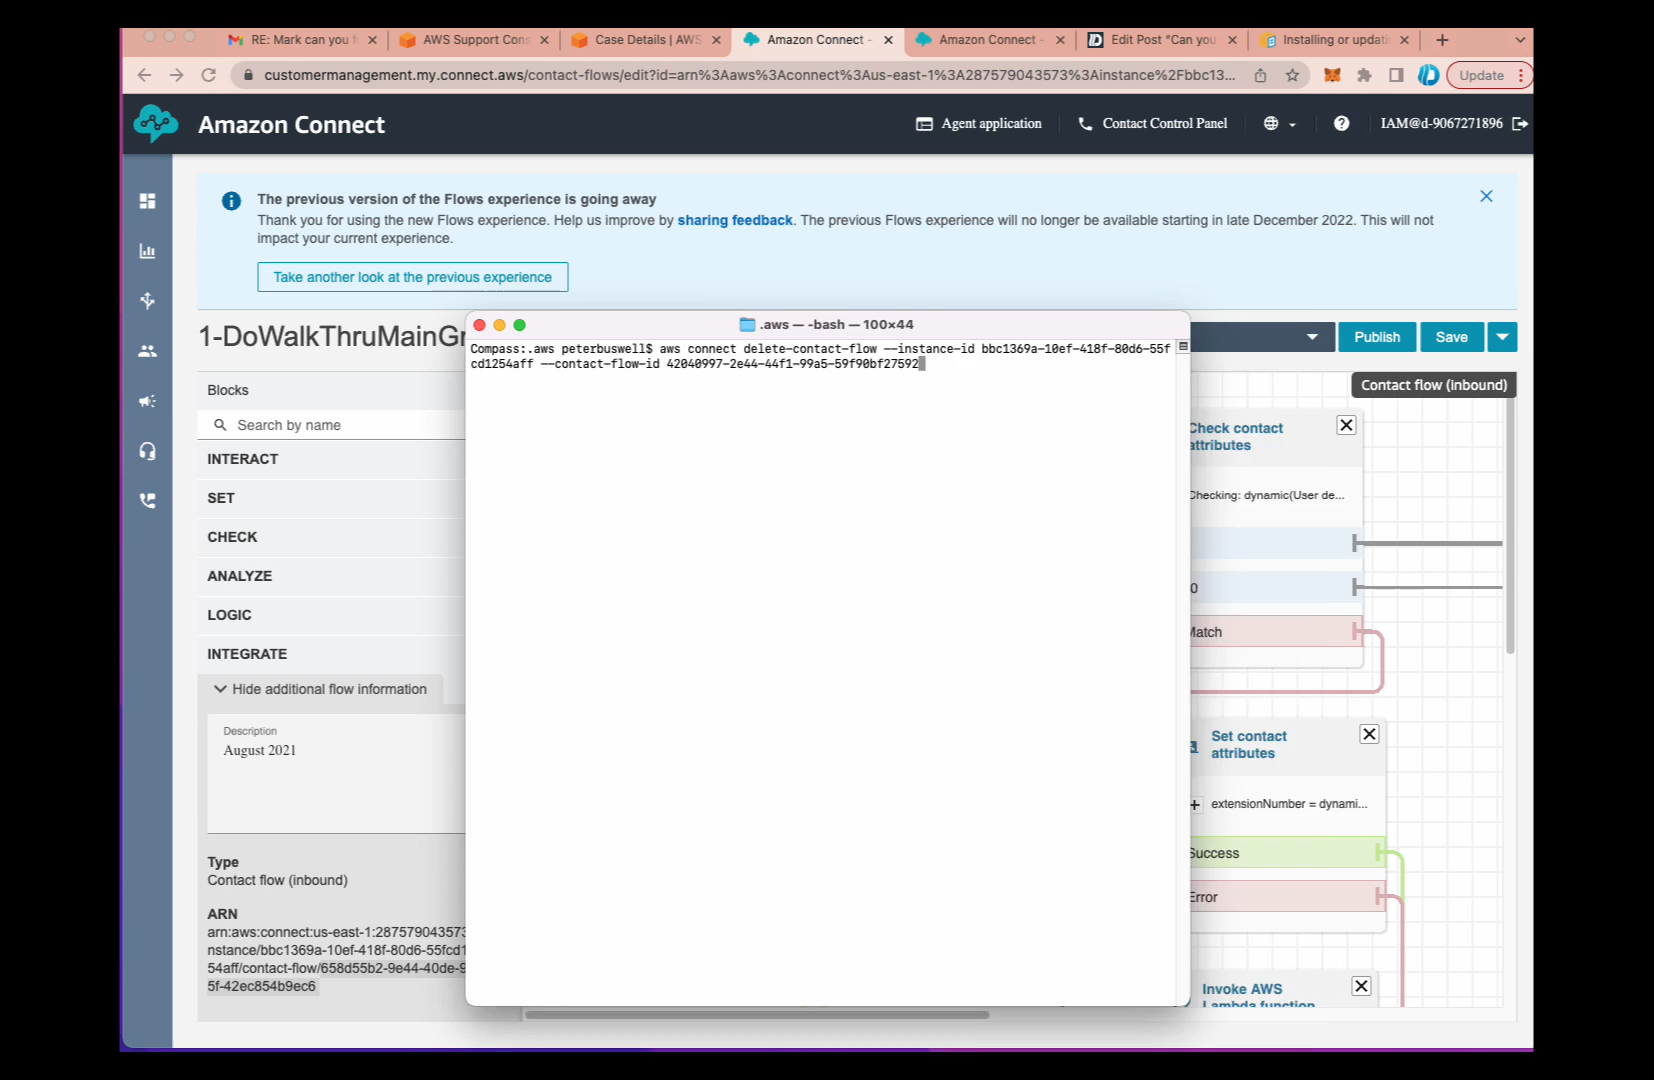 RE: Mark can you f
AWS Support Cons
Case Details | AWS
Amazon Connect -
Amazon Connect -
Edit Post "Can you
Installing or updatin
customermanagement.my.connect.aws/contact-flows/edit?id=arn%3Aaws%3Aconnect%3Aus-east-1%3A287579043573%3Ainstance%2Fbbc13...
Update
Amazon Connect
Agent application
Contact Control Panel
IAM@d-9067271896
The previous version of the Flows experience is going away
Thank you for using the new Flows experience. Help us improve by sharing feedback. The previous Flows experience will no longer be available starting in late December 2022. This will not
impact your current experience.
Take another look at the previous experience
1-DoWalkThruMainGr
Publish
Save
.aws — -bash — 100×44
Compass:.aws peterbuswell$ aws connect delete-contact-flow --instance-id bbc1369a-10ef-418f-80d6-55f
cd1254aff --contact-flow-id 42040997-2e44-44f1-99a5-59f90bf27592
Contact flow (inbound)
Blocks
Search by name
INTERACT
SET
CHECK
ANALYZE
LOGIC
INTEGRATE
Hide additional flow information
Description
August 2021
Type
Contact flow (inbound)
ARN
arn:aws:connect:us-east-1:287579043573
nstance/bbc1369a-10ef-418f-80d6-55fcd1
54aff/contact-flow/658d55b2-9e44-40de-9
5f-42ec854b9ec6
Check contact
attributes
Checking: dynamic(User de...
0
Match
Set contact
attributes
extensionNumber = dynami...
Success
Error
Invoke AWS
Lambda function